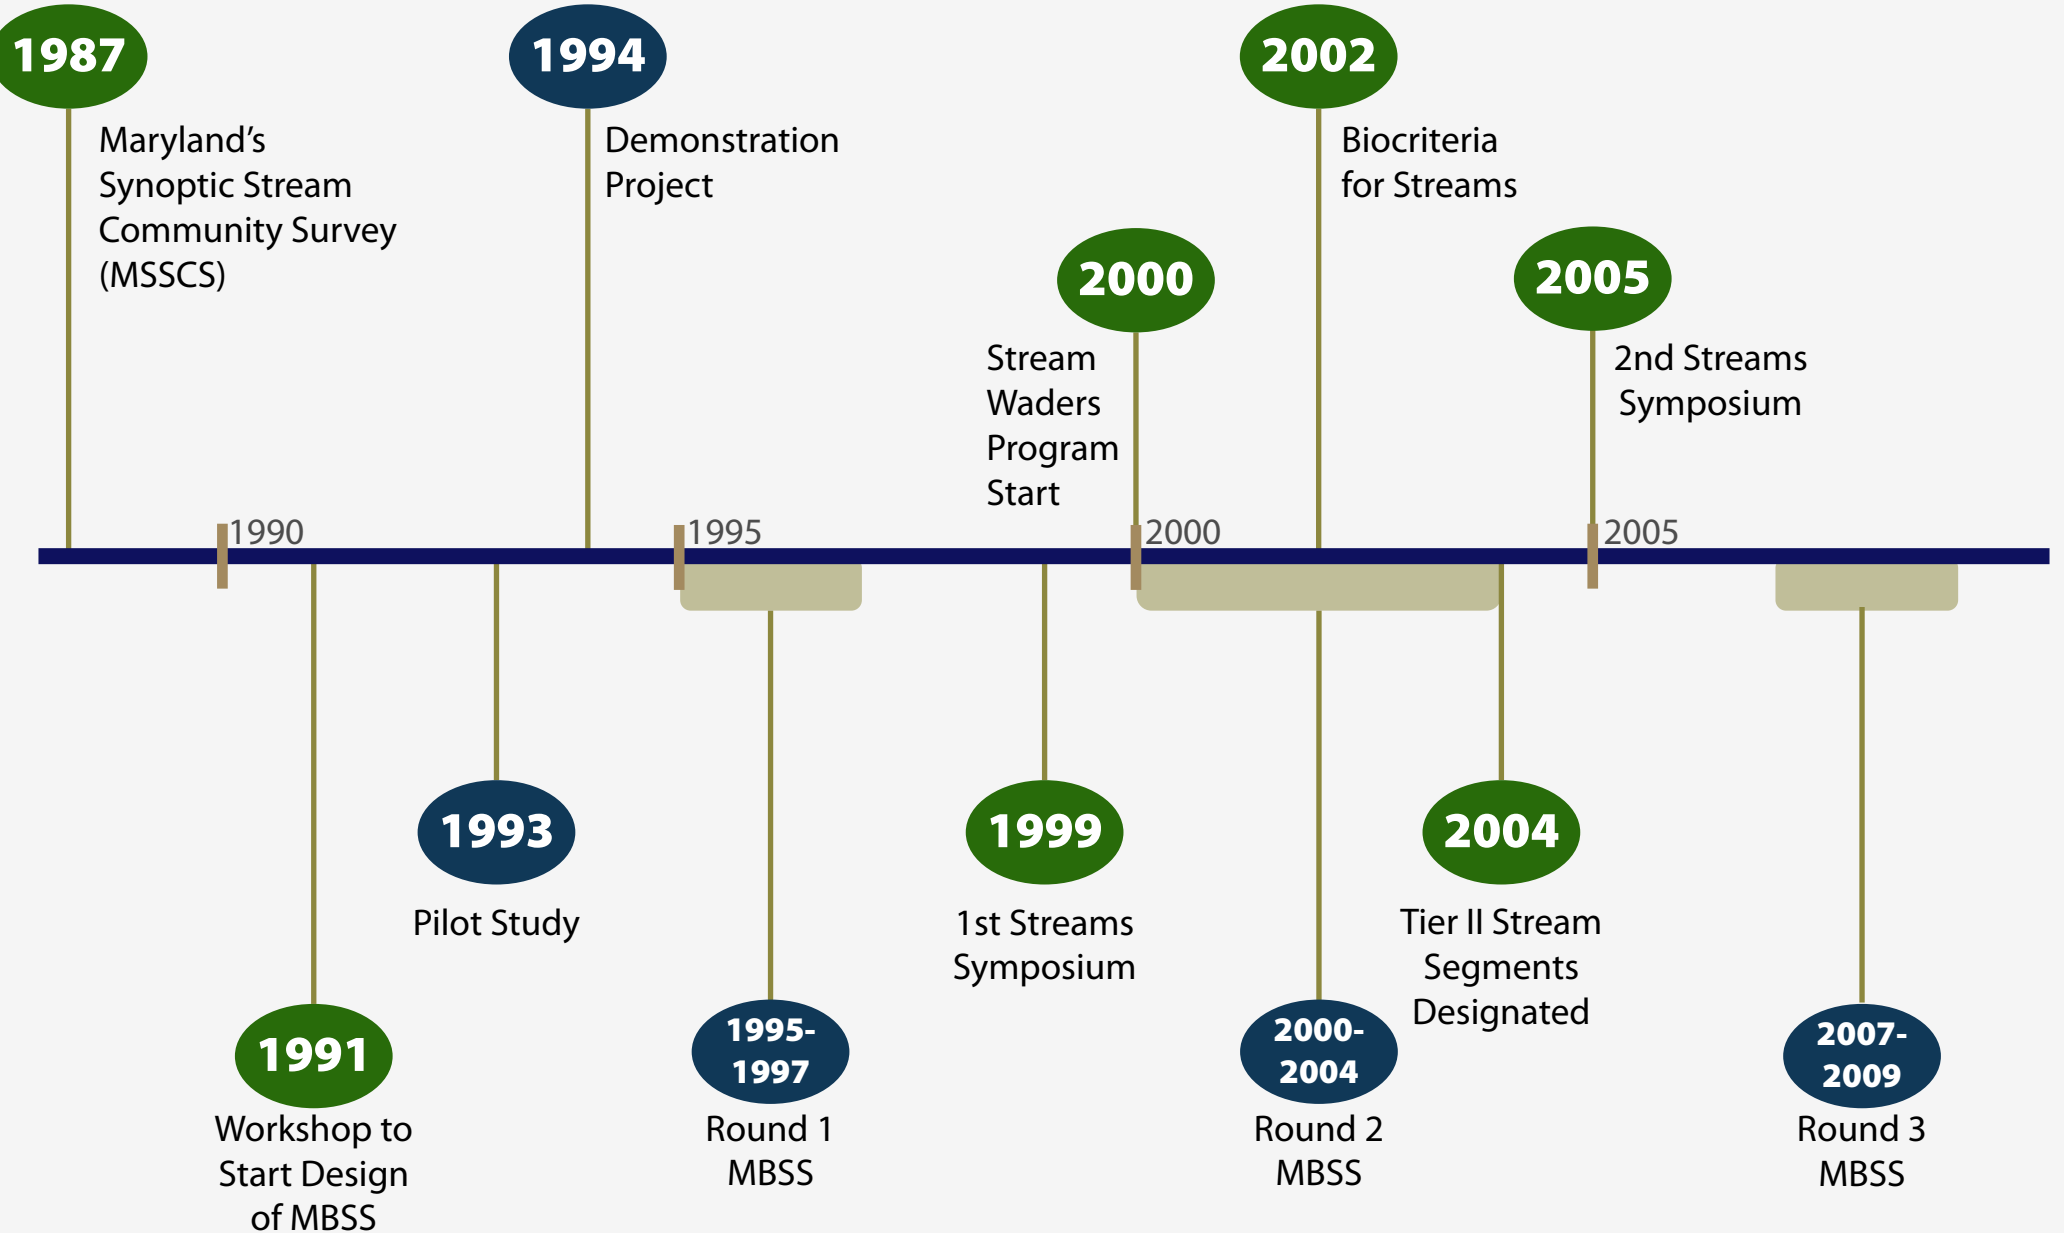 1987
Maryland’s
Synoptic Stream
Community Survey
(MSSCS)
1994
Demonstration
Project
2002
Biocriteria
for Streams
2000
Stream
Waders
Program
Start
2005
2nd Streams
Symposium
1990
1995
2000
2005
1991
Workshop to
Start Design
of MBSS
1993
Pilot Study
1995-
1997
Round 1
MBSS
1999
1st Streams
Symposium
2000-
2004
Round 2
MBSS
2004
Tier II Stream
Segments
Designated
2007-
2009
Round 3
MBSS